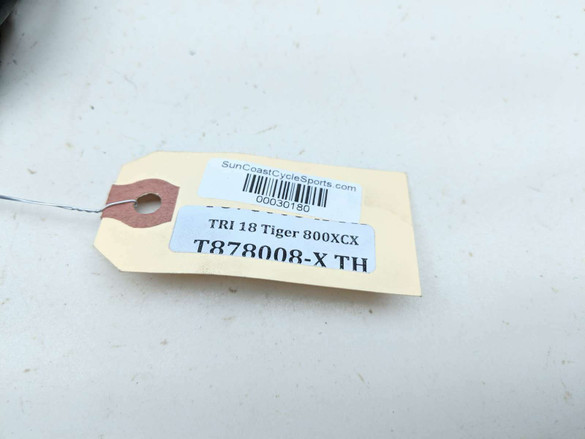 SunCoastCycleSports.com
00030180
TRI 18 Tiger 800XCX
T878008-X TH